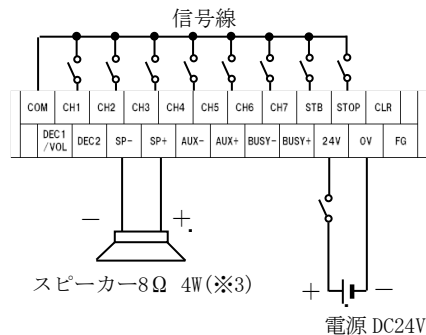 信号線
COM CH1 CH2 CH3 CH4 CH5 CH6 CH7 STB STOP CLR
DEC1/VOL DEC2 SP- SP+ AUX- AUX+ BUSY- BUSY+ 24V 0V FG
− +
スピーカー8Ω 4W(※3)
+ −
電源 DC24V